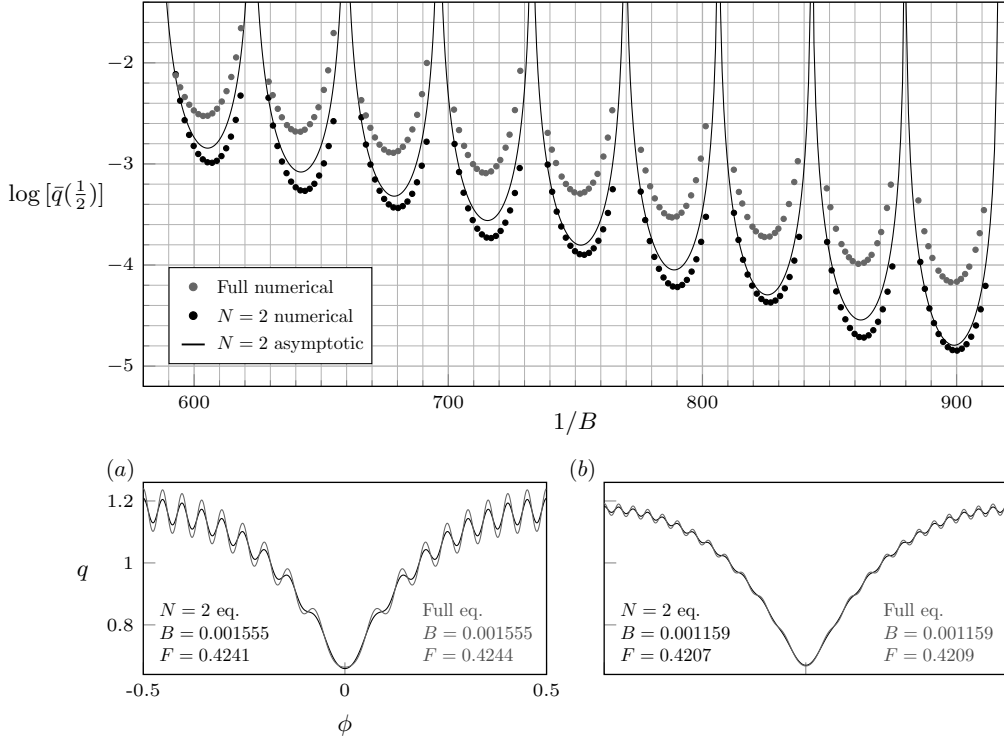 −2
−3
log [q̄(1/2)]
−4
Full numerical
N = 2 numerical
N = 2 asymptotic
−5
600
700
800
900
1/B
(a)
(b)
1.2
q
1
0.8
N = 2 eq.
B = 0.001555
F = 0.4241
Full eq.
B = 0.001555
F = 0.4244
N = 2 eq.
B = 0.001159
F = 0.4207
Full eq.
B = 0.001159
F = 0.4209
-0.5
0
0.5
ϕ